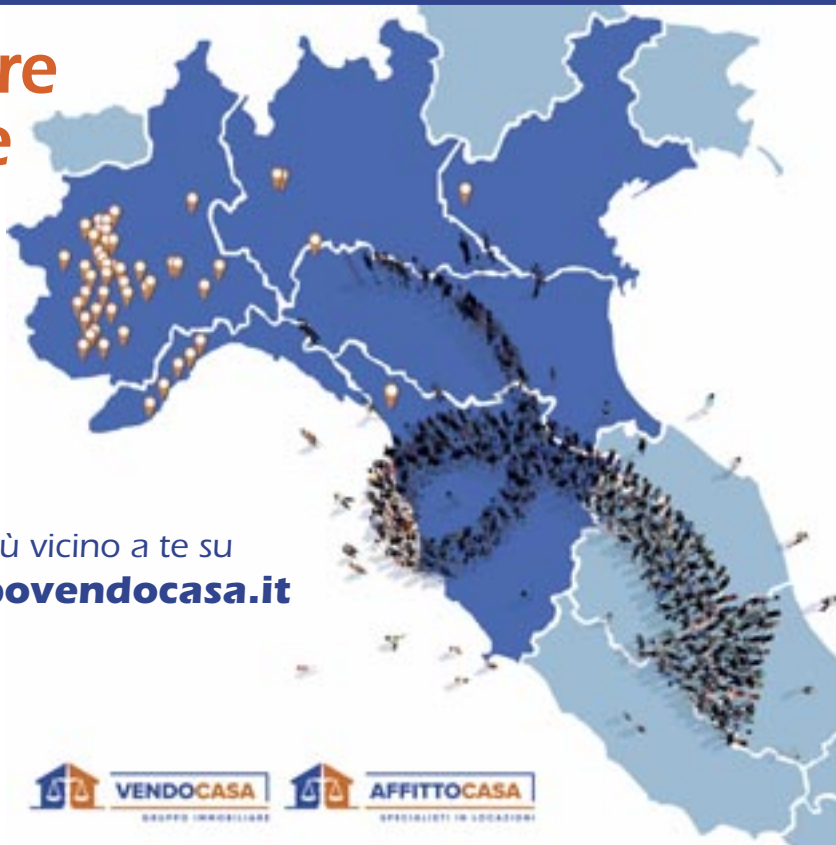 re
e
ù vicino a te su
ovendocasa.it
VENDOCASA
GRUPPO IMMOBILIARE
AFFITTOCASA
SPECIALISTI IN LOCAZIONI